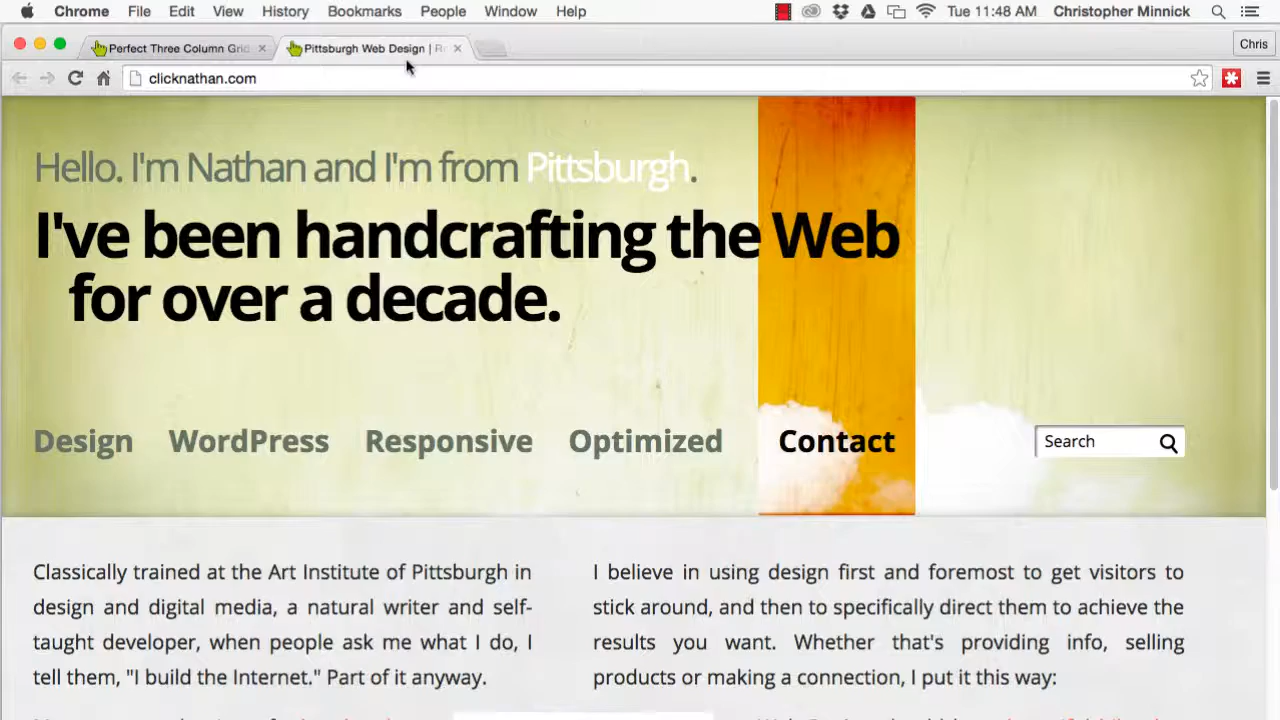 Chrome File Edit View History Bookmarks People Window Help Tue 11:48 AM Christopher Minnick
Perfect Three Column Grid Pittsburgh Web Design | Chris
clicknathan.com
Hello. I'm Nathan and I'm from Pittsburgh.
I've been handcrafting the Web
for over a decade.
Design WordPress Responsive Optimized Contact Search
Classically trained at the Art Institute of Pittsburgh in
design and digital media, a natural writer and self-
taught developer, when people ask me what I do, I
tell them, "I build the Internet." Part of it anyway.
I believe in using design first and foremost to get visitors to
stick around, and then to specifically direct them to achieve the
results you want. Whether that's providing info, selling
products or making a connection, I put it this way: